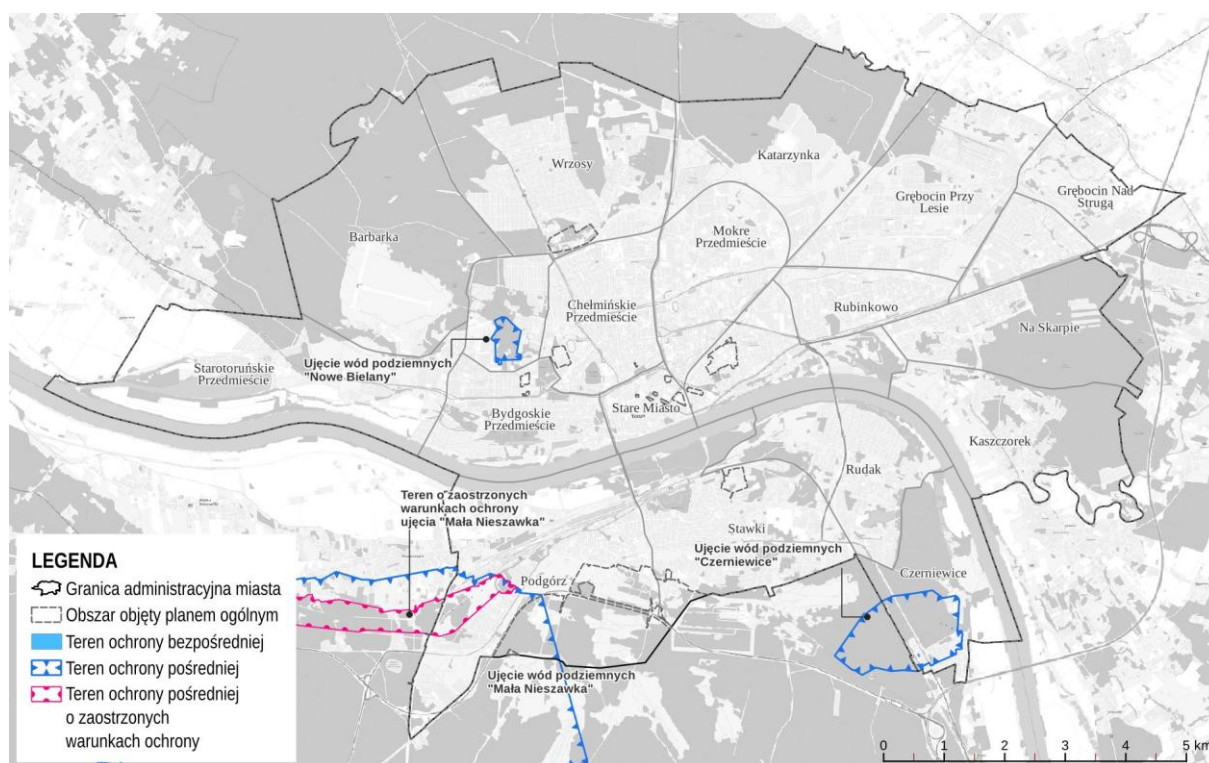 Wrzosy
Katarzynka
Grębocin Przy
Lesie
Grębocin Nad
Strugą
Barbarka
Mokre
Przedmieście
Chełmińskie
Przedmieście
Rubinkowo
Na Skarpie
Ujęcie wód podziemnych
"Nowe Bielany"
Starotoruńskie
Przedmieście
Bydgoskie
Przedmieście
Stare Miasto
Kaszczorek
Rudak
Teren o zaostrzonych
warunkach ochrony
ujęcia "Mała Nieszawka"
Stawki
Ujęcie wód podziemnych
"Czerniewice"
Podgórz
Czerniewice
Ujęcie wód podziemnych
"Mała Nieszawka"
LEGENDA
Granica administracyjna miasta
Obszar objęty planem ogólnym
Teren ochrony bezpośredniej
Teren ochrony pośredniej
Teren ochrony pośredniej
o zaostrzonych
warunkach ochrony
0 1 2 3 4 5 km